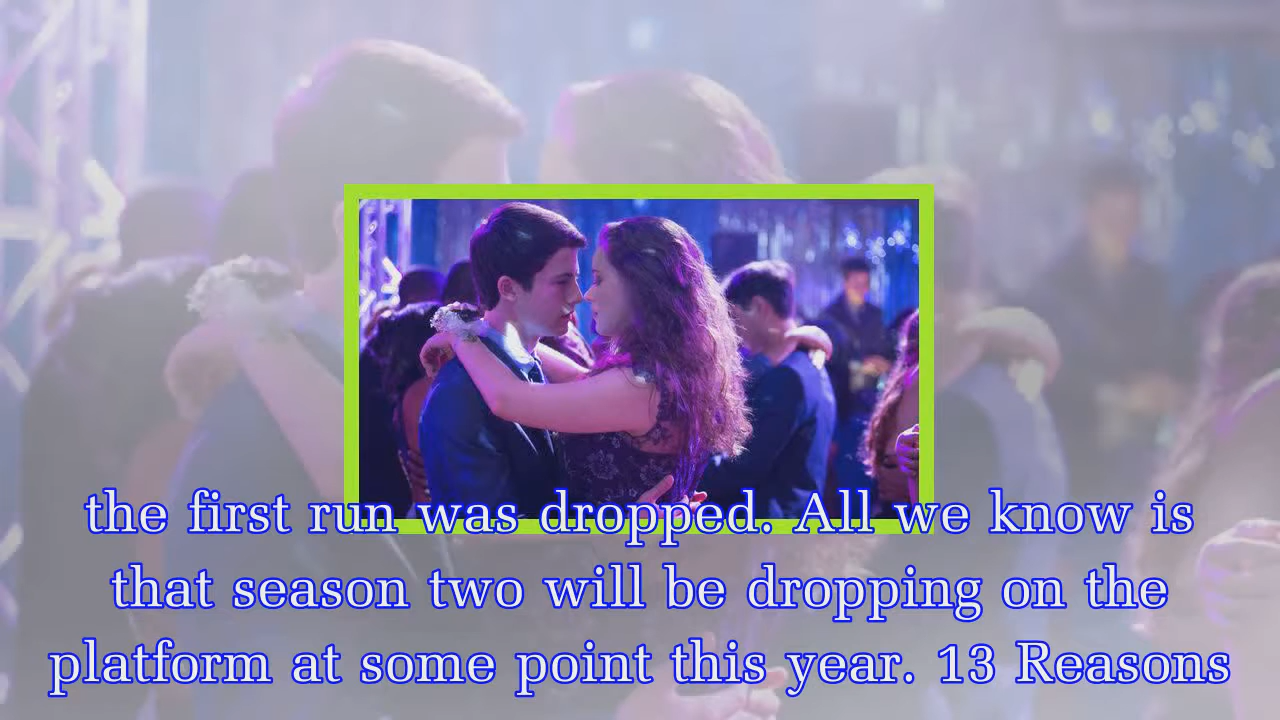 the first run was dropped. All we know is
that season two will be dropping on the
platform at some point this year. 13 Reasons